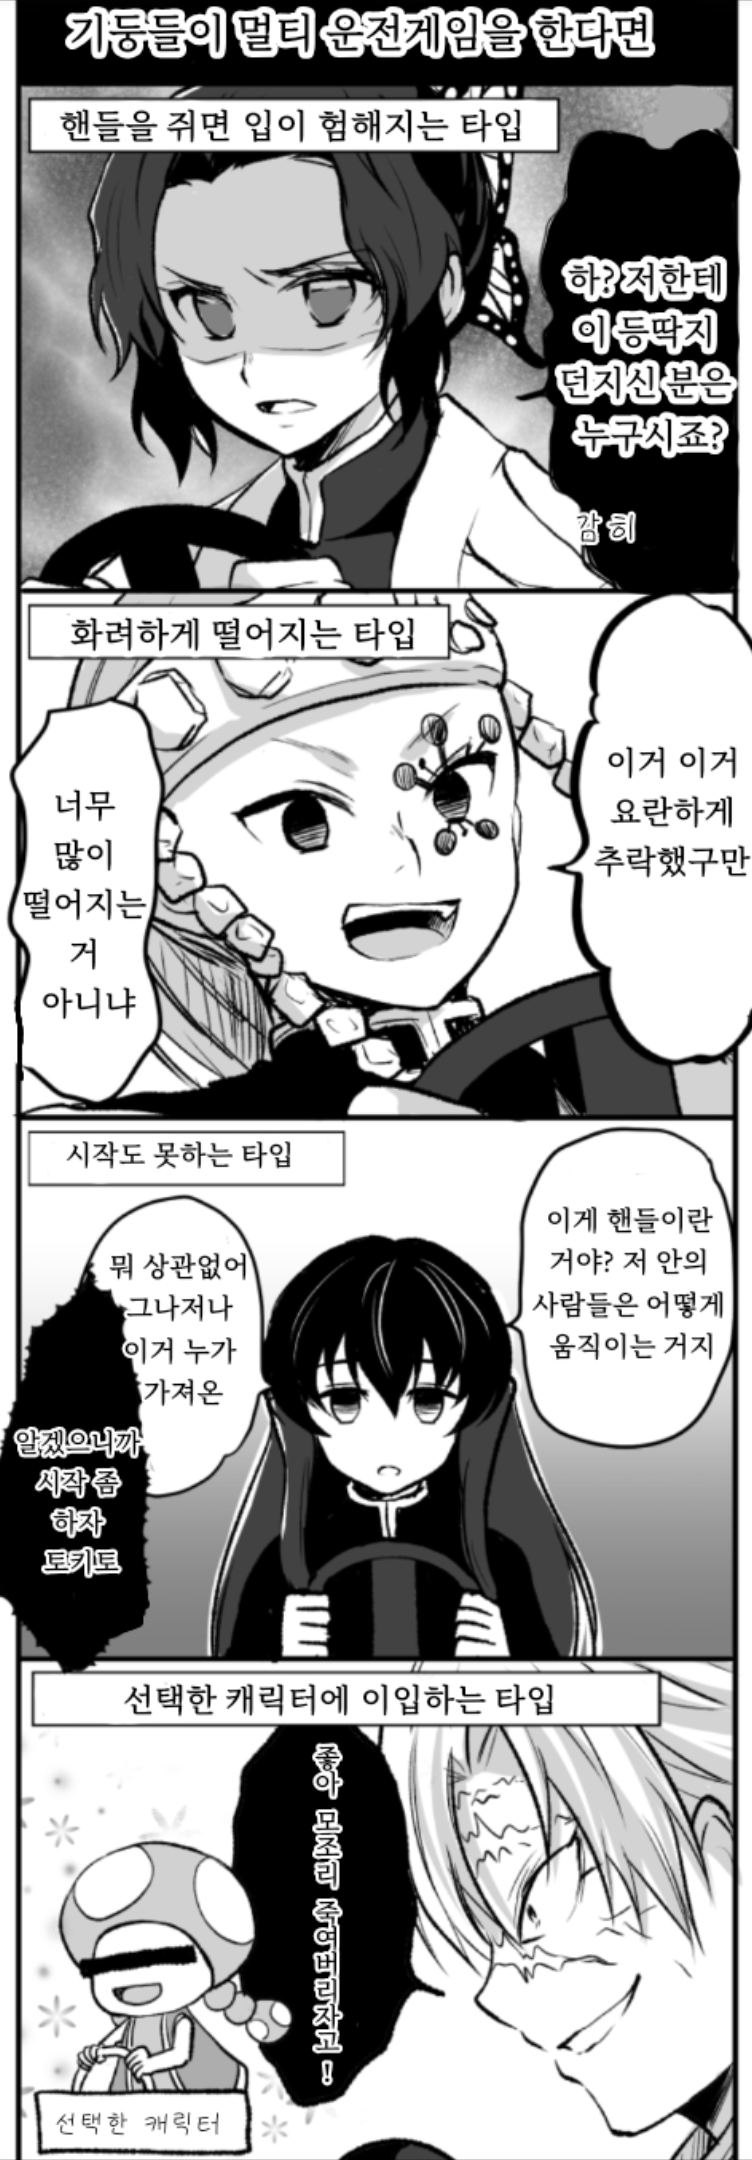 기둥들이 멀티 운전게임을 한다면
핸들을 쥐면 입이 험해지는 타입
하? 저한테
이 등딱지
던지신 분은
누구시죠?
감히
화려하게 떨어지는 타입
이거 이거
요란하게
추락했구만
너무
많이
떨어지는
거
아니냐
시작도 못하는 타입
이게 핸들이란
거야? 저 안의
사람들은 어떻게
움직이는 거지
뭐 상관없어
그나저나
이거 누가
가져온
알겠으니까
시작 좀
하자
토키토
선택한 캐릭터에 이입하는 타입
좋아 모조리 죽여버리자고!
선택한 캐릭터